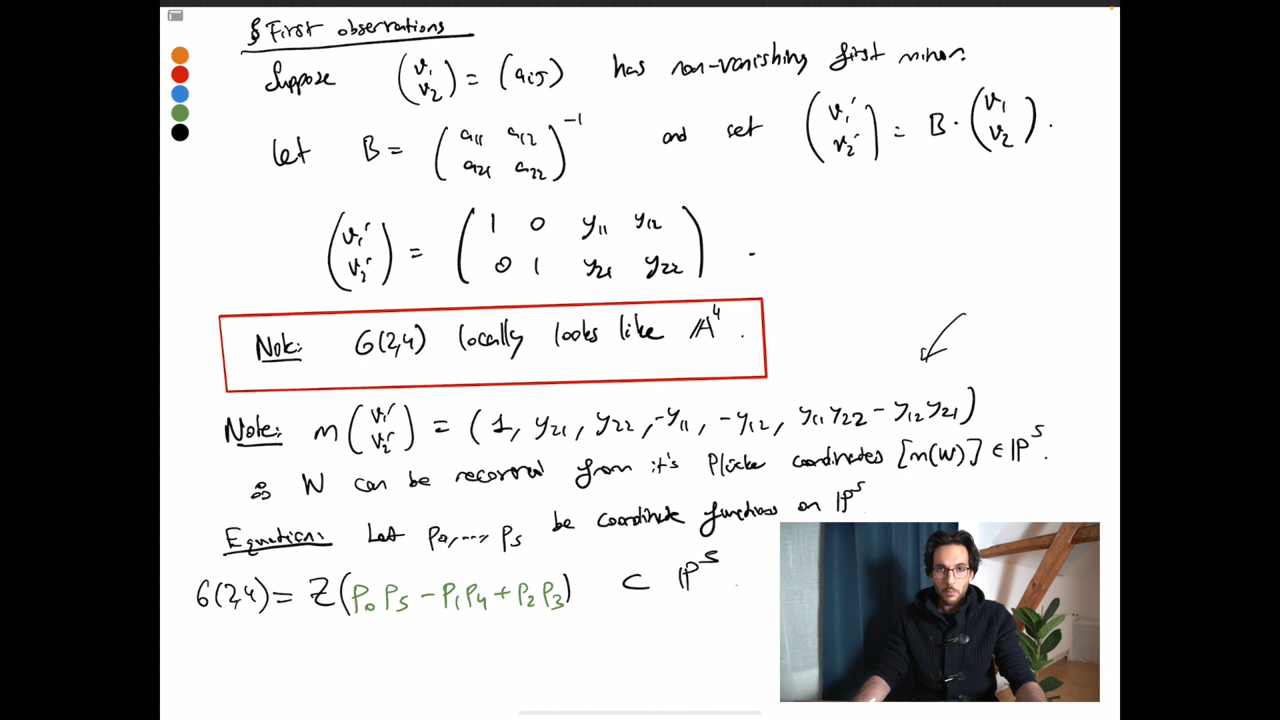 § First observations
Suppose (v₁ v₂) = (aᵢⱼ) has non-vanishing first minor.
Let B = (a₁₁ a₁₂ a₂₁ a₂₂)⁻¹ and set (v₁′ v₂′) = B · (v₁ v₂).
(v₁′ v₂′) = (1 0 y₁₁ y₁₂ 0 1 y₂₁ y₂₂).
Note: G(2,4) locally looks like 𝔸⁴.
Note: m(v₁′ v₂′) = (1, y₂₁, y₂₂, -y₁₁, -y₁₂, y₁₁y₂₂ - y₁₂y₂₁)
∴ W can be recovered from it's Plücke coordinates [m(W)] ∈ ℙ⁵.
Equations: Let p₀,..., p₅ be coordinate functions on ℙ⁵
G(2,4) = Z(p₀p₅ - p₁p₄ + p₂p₃) ⊂ ℙ⁵.